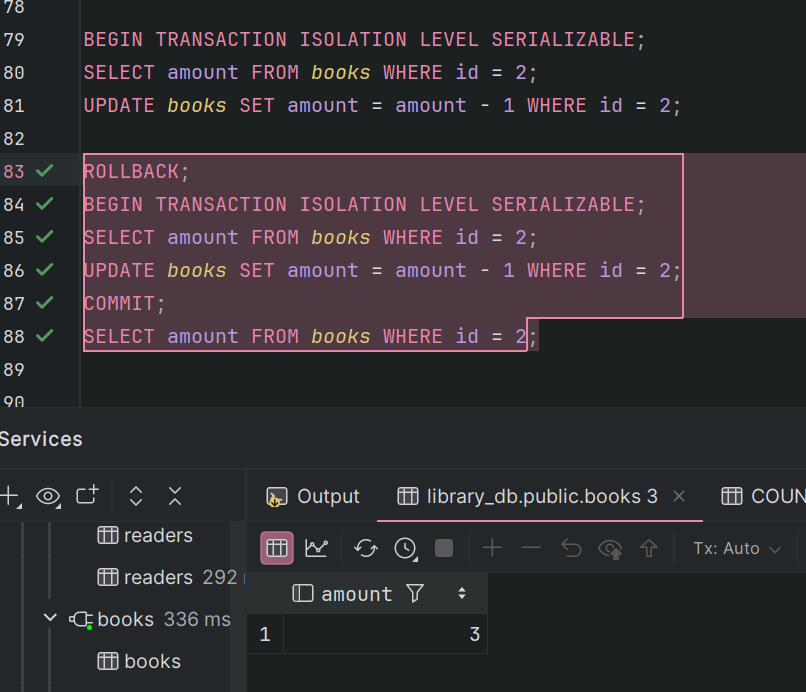 78
79 BEGIN TRANSACTION ISOLATION LEVEL SERIALIZABLE;
80 SELECT amount FROM books WHERE id = 2;
81 UPDATE books SET amount = amount - 1 WHERE id = 2;
82
83 ROLLBACK;
84 BEGIN TRANSACTION ISOLATION LEVEL SERIALIZABLE;
85 SELECT amount FROM books WHERE id = 2;
86 UPDATE books SET amount = amount - 1 WHERE id = 2;
87 COMMIT;
88 SELECT amount FROM books WHERE id = 2;
89
90
Services
Output library_db.public.books 3 COUN
readers
Tx: Auto
readers 292
amount
books 336 ms
1 3
books